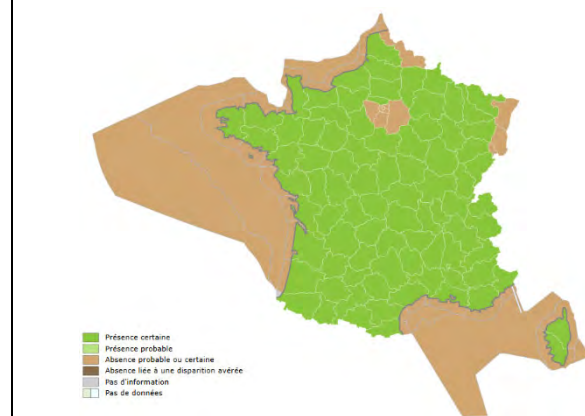 Présence certaine
Présence probable
Absence probable ou certaine
Absence liée à une disparition avérée
Pas d'information
Pas de données